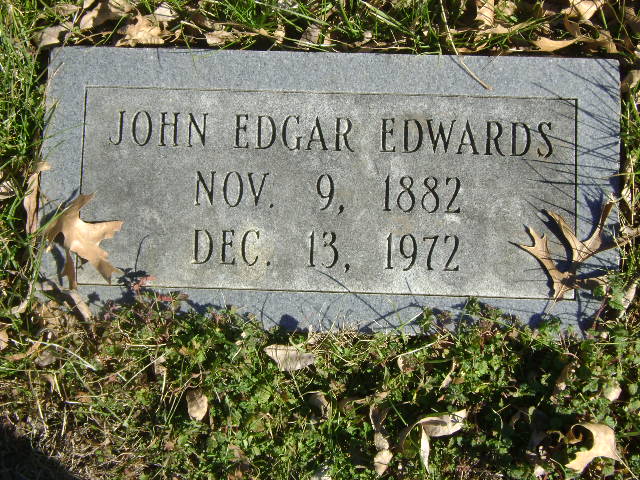 JOHN EDGAR EDWARDS
NOV. 9, 1882
DEC. 13, 1972